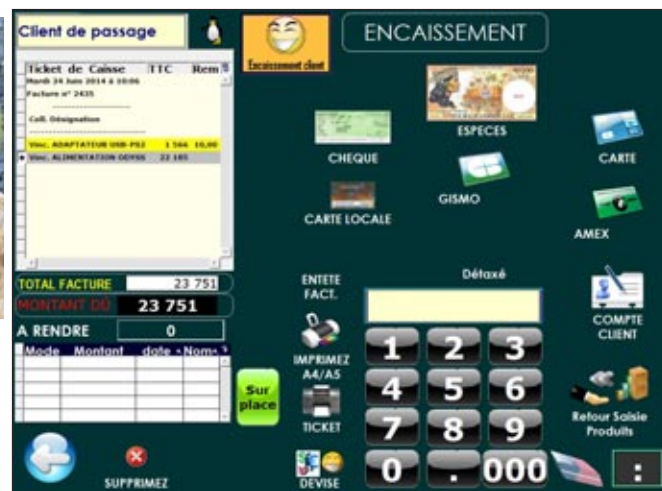 Client de passage
Encaissement client
ENCAISSEMENT
Ticket de Caisse TTC Rem
Mardi 24 Juin 2014 à 10:06
Facture n° 2435
Coll. Désignation
Vinc. ADAPTATEUR USB-PS2 1 566 10,00
Vinc. ALIMENTATION ODYSS 22 185
ESPECES
CHEQUE
CARTE
GISMO
CARTE LOCALE
AMEX
TOTAL FACTURE 23 751
MONTANT DÛ 23 751
A RENDRE 0
Mode Montant date Nom
ENTETE
FACT.
Détaxé
COMPTE
CLIENT
IMPRIMEZ
A4/A5
1 2 3
Sur
place
4 5 6
TICKET
Retour Saisie
Produits
7 8 9
SUPPRIMEZ
DEVISE
0 . 000 :